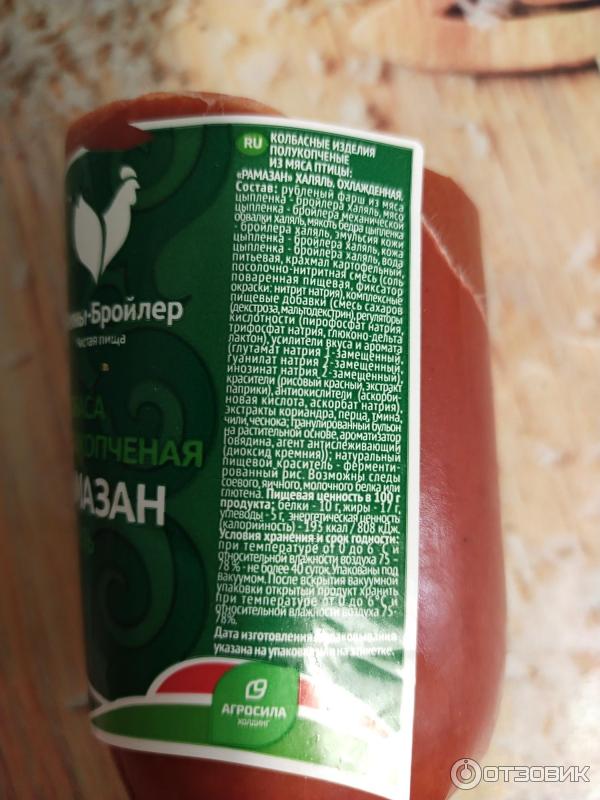 RU КОЛБАСНЫЕ ИЗДЕЛИЯ
ПОЛУКОПЧЕНЫЕ
ИЗ МЯСА ПТИЦЫ:
«РАМАЗАН» ХАЛЯЛЬ, ОХЛАЖДЕННАЯ.
Состав: рубленый фарш из мяса
цыпленка - бройлера халяль, мясо
цыпленка - бройлера механической
обвалки халяль, мякоть бедра цыпленка
- бройлера халяль, эмульсия кожи
цыпленка - бройлера халяль, кожа
цыпленка - бройлера халяль, вода
питьевая, крахмал картофельный,
посолочно-нитритная смесь (соль
поваренная пищевая, фиксатор
окраски: нитрит натрия), комплексные
пищевые добавки (смесь сахаров
(декстроза, мальтодекстрин), регуляторы
кислотности (пирофосфат натрия,
трифосфат натрия, глюконо-дельта
лактон), усилители вкуса и аромата
(глутамат натрия 1-замещенный,
гуанилат натрия 2-замещенный,
инозинат натрия 2-замещенный),
красители (рисовый красный, экстракт
паприки), антиокислители (аскорби-
новая кислота, аскорбат натрия),
экстракты кориандра, перца, тмина,
чили, чеснока; гранулированный бульон
на растительной основе, ароматизатор
Говядина, агент антислеживающий
(диоксид кремния)); натуральный
пищевой краситель - ферменти-
рованный рис. Возможны следы
соевого, яичного, молочного белка или
глютена. Пищевая ценность в 100 г
продукта: белки - 10 г, жиры - 17 г,
углеводы - 5 г, энергетическая ценность
(калорийность) - 193 ккал / 808 кДж.
Условия хранения и срок годности:
при температуре от 0 до 6°С и
относительной влажности воздуха 75 –
78% - не более 40 суток. Упакованы под
вакуумом. После вскрытия вакуумной
упаковки открытый продукт хранить
при температуре от 0 до +6°С и
относительной влажности воздуха 75-
78%.
Дата изготовления и упаковывания
указана на упаковке или на этикетке.
-Бройлер
Чистая пища
КОПЧЕНАЯ
МАЗАН
АГРОСИЛА
ХОЛДИНГ
ОТЗОВИК